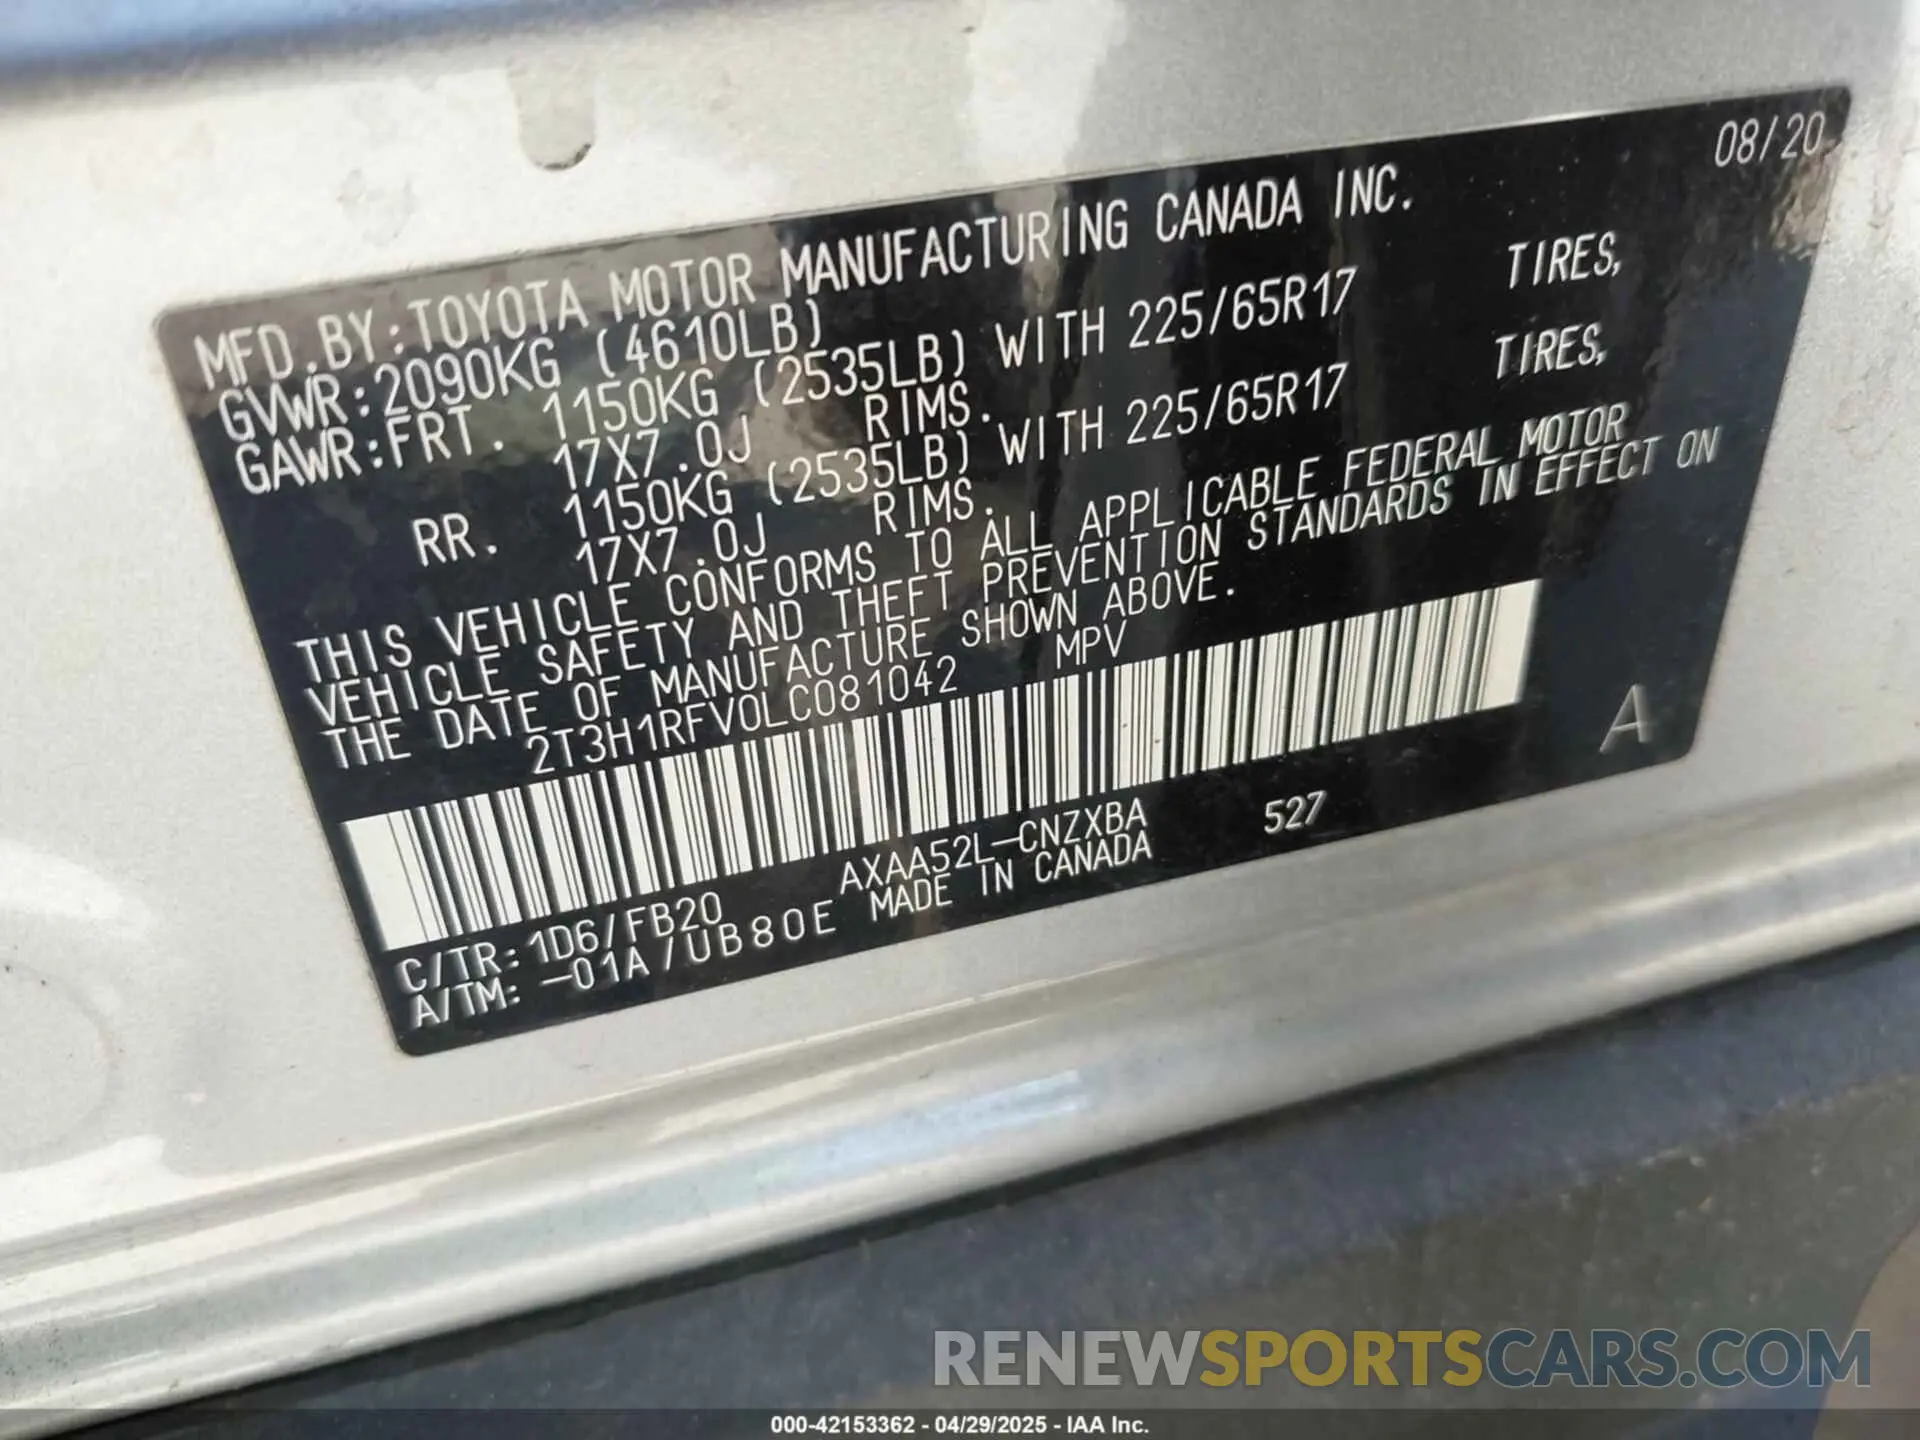 08/20
MFD.BY:TOYOTA MOTOR MANUFACTURING CANADA INC.
GVWR:2090KG (4610LB)
GAWR:FRT. 1150KG (2535LB) WITH 225/65R17 TIRES,
17X7.0J RIMS.
RR. 1150KG (2535LB) WITH 225/65R17 TIRES,
17X7.0J RIMS.
THIS VEHICLE CONFORMS TO ALL APPLICABLE FEDERAL MOTOR
VEHICLE SAFETY AND THEFT PREVENTION STANDARDS IN EFFECT ON
THE DATE OF MANUFACTURE SHOWN ABOVE.
2T3H1RFV0LC081042 MPV
A
C/TR:1D6/FB20 AXAA52L-CNZXBA 527
A/TM:-01A/UB80E MADE IN CANADA
RENEWSPORTSCARS.COM
000-42153362 - 04/29/2025 - IAA Inc.